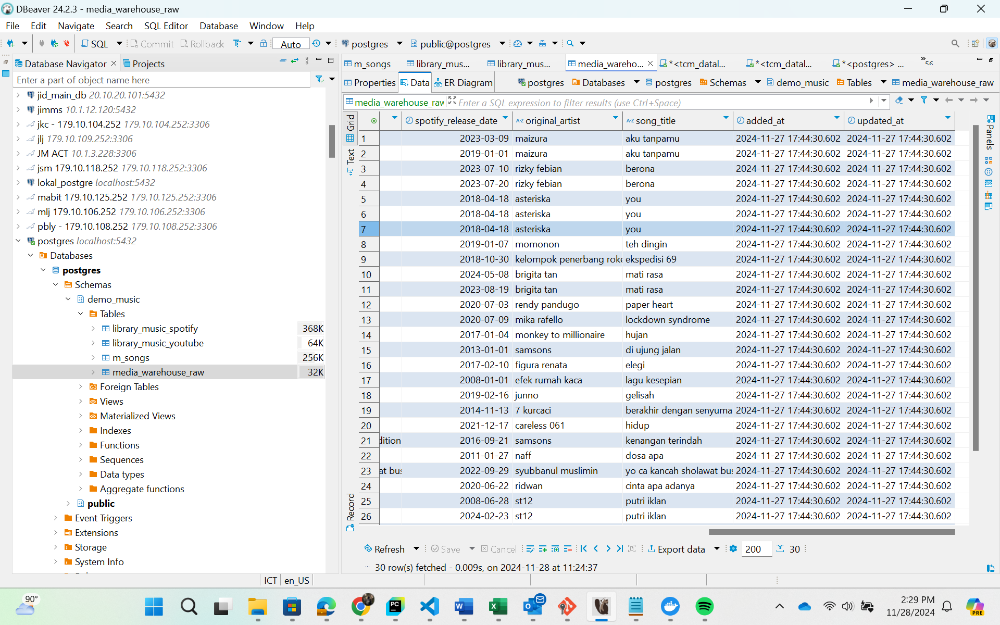 DBeaver 24.2.3 - media_warehouse_raw
File Edit Navigate Search SQL Editor Database Window Help
SQL Commit Rollback Auto postgres public@postgres
Database Navigator Projects
Enter a part of object name here
jid_main_db 20.10.20.101:5432
jimms 10.1.12.120:5432
jkc - 179.10.104.252 179.10.104.252:3306
jlj 179.10.109.252:3306
JM ACT 10.1.3.228:3306
jsm 179.10.118.252 179.10.118.252:3306
lokal_postgre localhost:5432
mabit 179.10.125.252 179.10.125.252:3306
mlj 179.10.106.252 179.10.106.252:3306
pbly - 179.10.108.252 179.10.108.252:3306
postgres localhost:5432
Databases
postgres
Schemas
demo_music
Tables
library_music_spotify 368K
library_music_youtube 64K
m_songs 256K
media_warehouse_raw 32K
Foreign Tables
Views
Materialized Views
Indexes
Functions
Sequences
Data types
Aggregate functions
public
Event Triggers
Extensions
Storage
System Info
m_songs library_mus... library_mus... media_wareho... *<tcm_datal... *<tcm_datal... *<postgres> ... »56
Properties Data ER Diagram postgres Databases postgres Schemas demo_music Tables media_warehouse_raw
media_warehouse_raw Enter a SQL expression to filter results (use Ctrl+Space)
Grid
Text
Record
Panels
spotify_release_date A-Z original_artist A-Z song_title added_at updated_at
1 2023-03-09 maizura aku tanpamu 2024-11-27 17:44:30.602 2024-11-27 17:44:30.602
2 2019-01-01 maizura aku tanpamu 2024-11-27 17:44:30.602 2024-11-27 17:44:30.602
3 2023-07-10 rizky febian berona 2024-11-27 17:44:30.602 2024-11-27 17:44:30.602
4 2023-07-20 rizky febian berona 2024-11-27 17:44:30.602 2024-11-27 17:44:30.602
5 2018-04-18 asteriska you 2024-11-27 17:44:30.602 2024-11-27 17:44:30.602
6 2018-04-18 asteriska you 2024-11-27 17:44:30.602 2024-11-27 17:44:30.602
7 2018-04-18 asteriska you 2024-11-27 17:44:30.602 2024-11-27 17:44:30.602
8 2019-01-07 momonon teh dingin 2024-11-27 17:44:30.602 2024-11-27 17:44:30.602
9 2018-10-30 kelompok penerbang roke ekspedisi 69 2024-11-27 17:44:30.602 2024-11-27 17:44:30.602
10 2024-05-08 brigita tan mati rasa 2024-11-27 17:44:30.602 2024-11-27 17:44:30.602
11 2023-08-19 brigita tan mati rasa 2024-11-27 17:44:30.602 2024-11-27 17:44:30.602
12 2020-07-03 rendy pandugo paper heart 2024-11-27 17:44:30.602 2024-11-27 17:44:30.602
13 2020-07-09 mika rafello lockdown syndrome 2024-11-27 17:44:30.602 2024-11-27 17:44:30.602
14 2017-01-04 monkey to millionaire hujan 2024-11-27 17:44:30.602 2024-11-27 17:44:30.602
15 2013-01-01 samsons di ujung jalan 2024-11-27 17:44:30.602 2024-11-27 17:44:30.602
16 2017-02-10 figura renata elegi 2024-11-27 17:44:30.602 2024-11-27 17:44:30.602
17 2008-01-01 efek rumah kaca lagu kesepian 2024-11-27 17:44:30.602 2024-11-27 17:44:30.602
18 2019-02-16 junno gelisah 2024-11-27 17:44:30.602 2024-11-27 17:44:30.602
19 2014-11-13 7 kurcaci berakhir dengan senyuma 2024-11-27 17:44:30.602 2024-11-27 17:44:30.602
20 2021-12-17 careless 061 hidup 2024-11-27 17:44:30.602 2024-11-27 17:44:30.602
21 dition 2016-09-21 samsons kenangan terindah 2024-11-27 17:44:30.602 2024-11-27 17:44:30.602
22 2011-01-27 naff dosa apa 2024-11-27 17:44:30.602 2024-11-27 17:44:30.602
23 at bus 2022-09-29 syubbanul muslimin yo ca kancah sholawat bus 2024-11-27 17:44:30.602 2024-11-27 17:44:30.602
24 2020-06-22 ridwan cinta apa adanya 2024-11-27 17:44:30.602 2024-11-27 17:44:30.602
25 2008-06-28 st12 putri iklan 2024-11-27 17:44:30.602 2024-11-27 17:44:30.602
26 2024-02-23 st12 putri iklan 2024-11-27 17:44:30.602 2024-11-27 17:44:30.602
Refresh Save Cancel Export data 200 30
30 row(s) fetched - 0.009s, on 2024-11-28 at 11:24:37
ICT en_US
90°
2:29 PM
11/28/2024
PRE